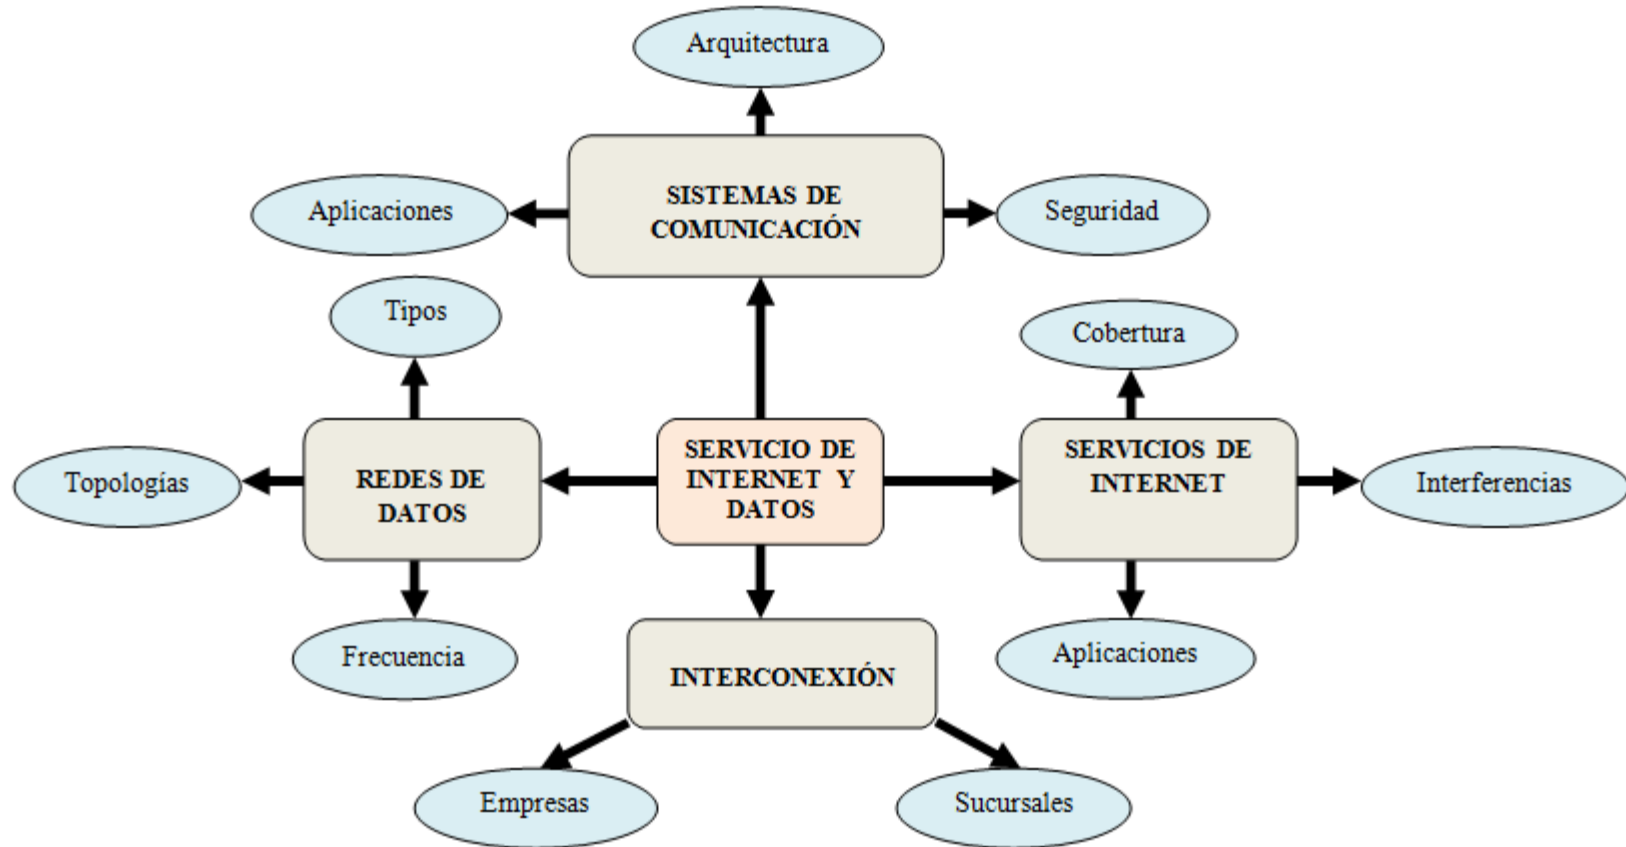 Arquitectura
SISTEMAS DE
COMUNICACIÓN
Aplicaciones
Seguridad
Tipos
Cobertura
Topologías
REDES DE
DATOS
SERVICIO DE
INTERNET Y
DATOS
SERVICIOS DE
INTERNET
Interferencias
Frecuencia
Aplicaciones
INTERCONEXIÓN
Empresas
Sucursales